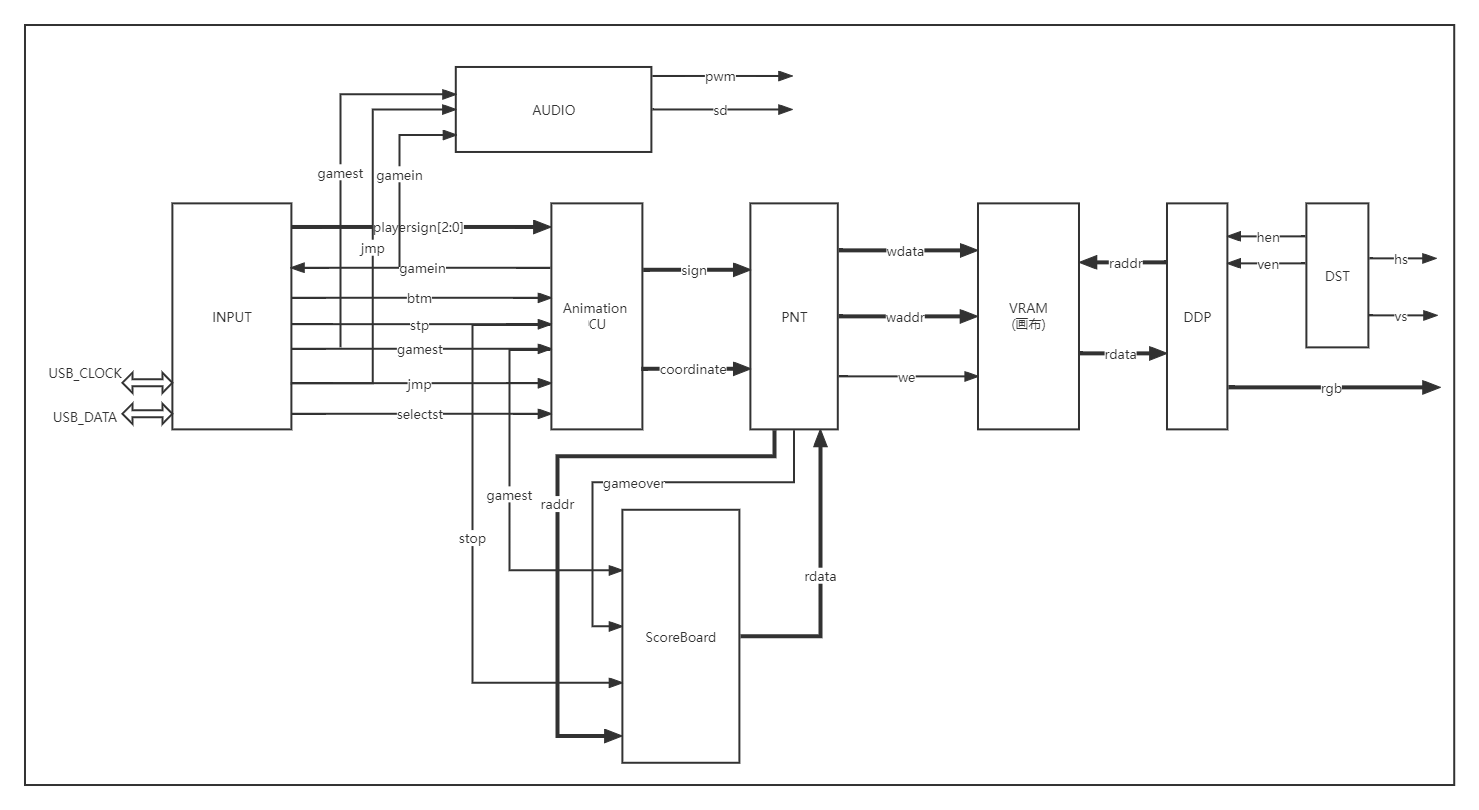 pwm
AUDIO
sd
gamest
gamein
playersign[2:0]
jmp
gamein
btm
stp
gamest
jmp
selectst
INPUT
USB_CLOCK
USB_DATA
Animation
CU
sign
coordinate
PNT
wdata
waddr
we
VRAM
(画布)
raddr
rdata
DDP
hen
ven
DST
hs
vs
rgb
gamest
raddr
gameover
stop
rdata
ScoreBoard